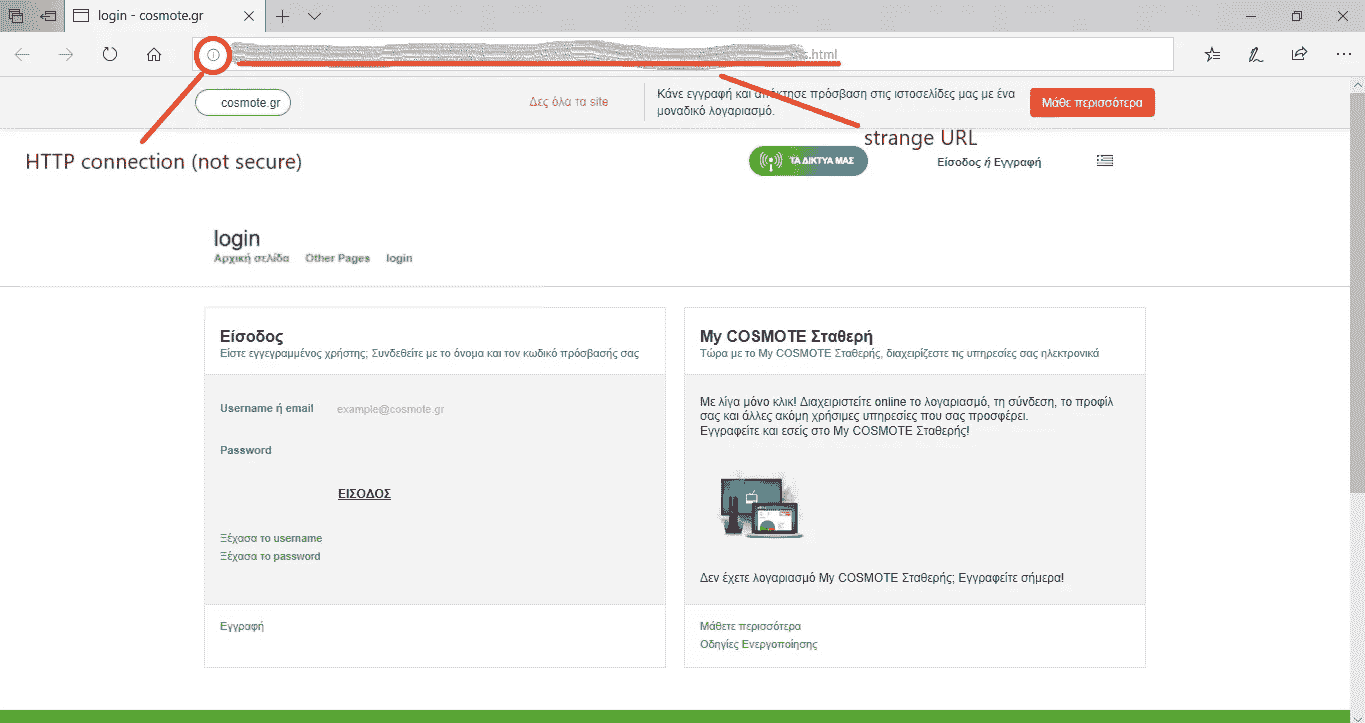 login - cosmote.gr
s.html
cosmote.gr
Δες όλα τα site
Κάνε εγγραφή και απόκτησε πρόσβαση στις ιστοσελίδες μας με ένα
μοναδικό λογαριασμό.
Μάθε περισσότερα
strange URL
HTTP connection (not secure)
ΤΑ ΔΙΚΤΥΑ ΜΑΣ
Είσοδος ή Εγγραφή
login
Αρχική σελίδα Other Pages login
Είσοδος
Είστε εγγεγραμμένος χρήστης; Συνδεθείτε με το όνομα και τον κωδικό πρόσβασής σας
Username ή email example@cosmote.gr
Password
ΕΙΣΟΔΟΣ
Ξέχασα το username
Ξέχασα το password
Εγγραφή
My COSMOTE Σταθερή
Τώρα με το My COSMOTE Σταθερής, διαχειρίζεστε τις υπηρεσίες σας ηλεκτρονικά
Με λίγα μόνο κλικ! Διαχειριστείτε online το λογαριασμό, τη σύνδεση, το προφίλ
σας και άλλες ακόμη χρήσιμες υπηρεσίες που σας προσφέρει.
Εγγραφείτε και εσείς στο My COSMOTE Σταθερής!
Δεν έχετε λογαριασμό My COSMOTE Σταθερής; Εγγραφείτε σήμερα!
Μάθετε περισσότερα
Οδηγίες Ενεργοποίησης